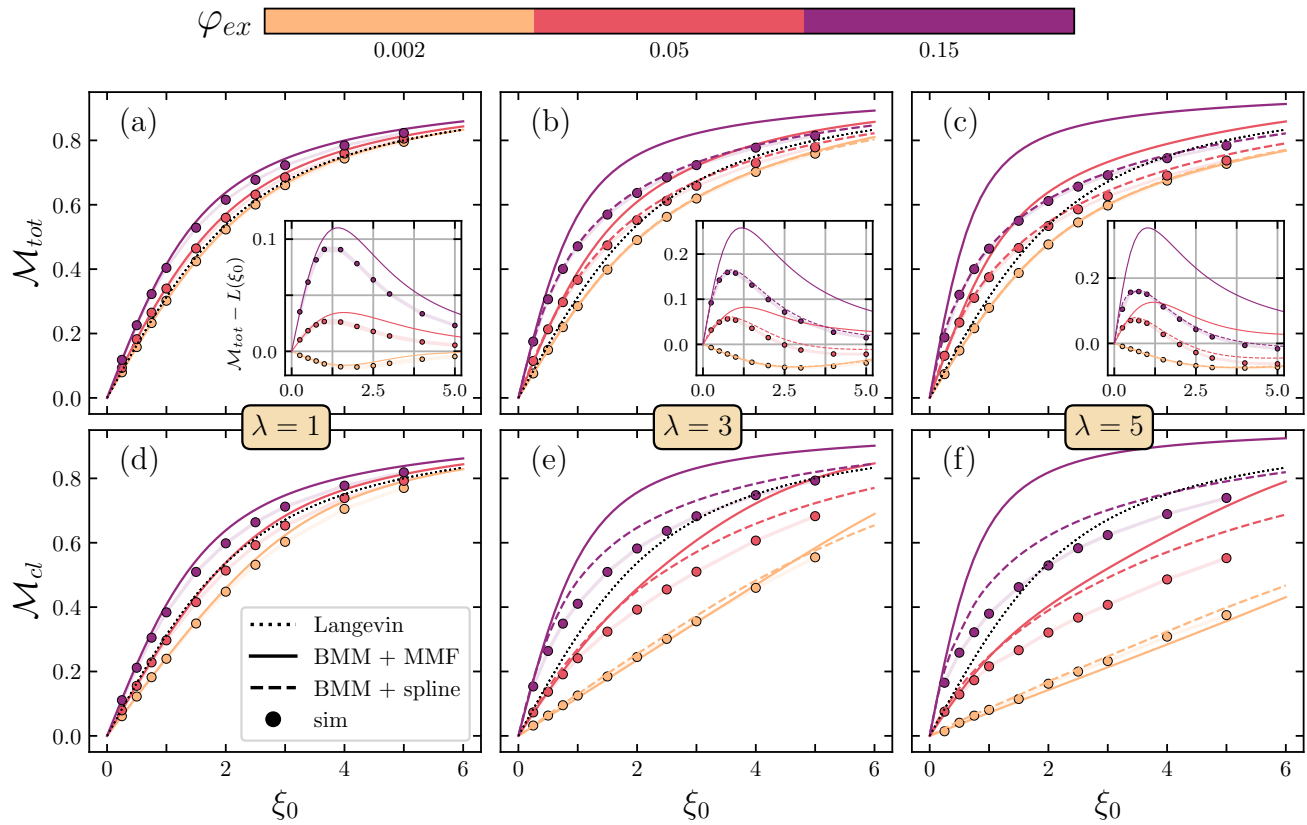 φ_ex
0.002 0.05 0.15
(a) (b) (c)
0.0 0.2 0.4 0.6 0.8
M_tot
0.0 0.1
M_tot − L(ξ_0)
0.0 2.5 5.0
0.0 0.1 0.2
0.0 2.5 5.0
0.0 0.2
0.0 2.5 5.0
λ = 1 λ = 3 λ = 5
(d) (e) (f)
0.0 0.2 0.4 0.6 0.8
M_cl
Langevin
BMM + MMF
BMM + spline
sim
0 2 4 6 0 2 4 6 0 2 4 6
ξ_0 ξ_0 ξ_0